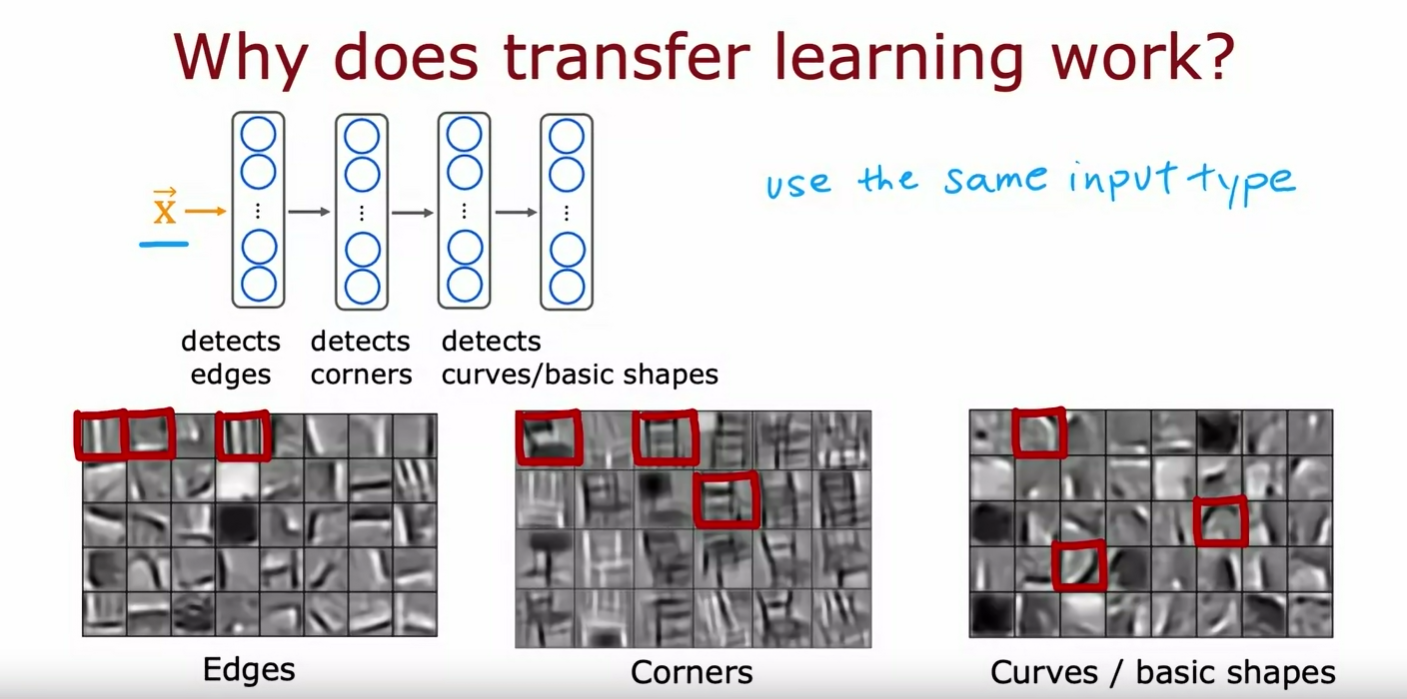 Why does transfer learning work?
use the same input type
x
detects edges
detects corners
detects curves/basic shapes
Edges
Corners
Curves / basic shapes